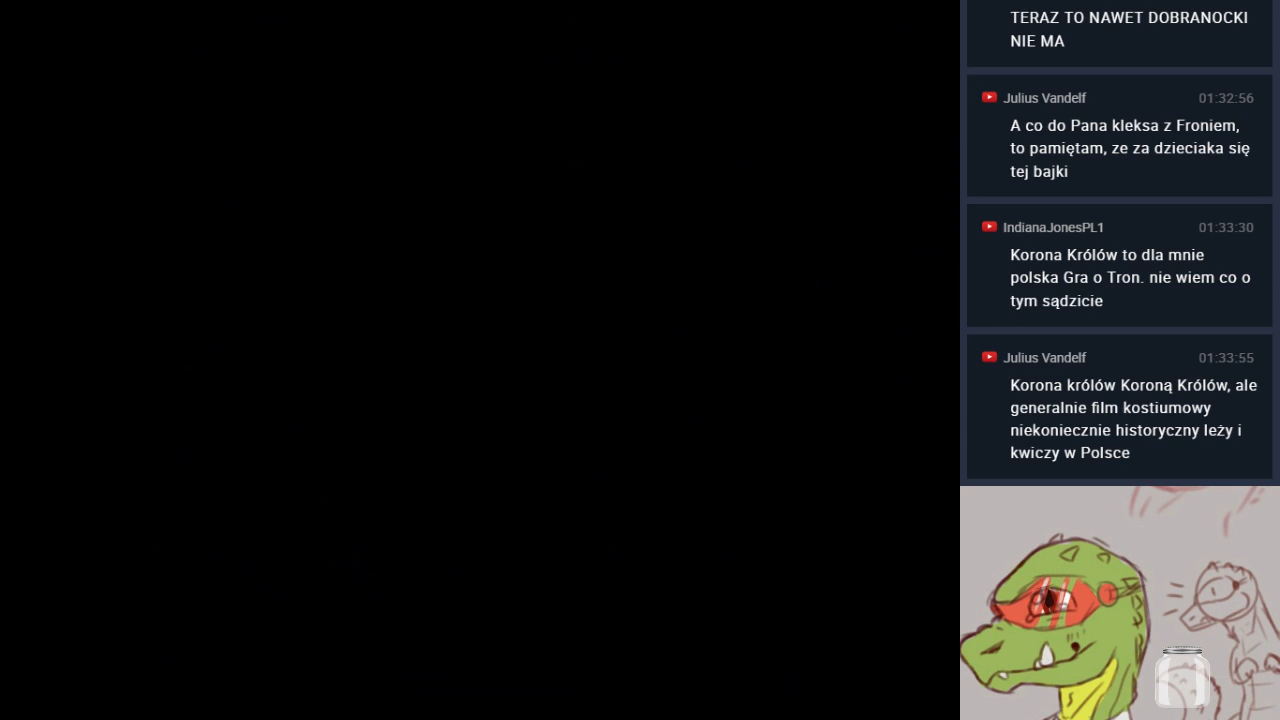 TERAZ TO NAWET DOBRANOCKI
NIE MA
Julius Vandelf 01:32:56
A co do Pana kleksa z Froniem,
to pamiętam, ze za dzieciaka się
tej bajki
IndianaJonesPL1 01:33:30
Korona Królów to dla mnie
polska Gra o Tron. nie wiem co o
tym sądzicie
Julius Vandelf 01:33:55
Korona królów Koroną Królów, ale
generalnie film kostiumowy
niekoniecznie historyczny leży i
kwiczy w Polsce